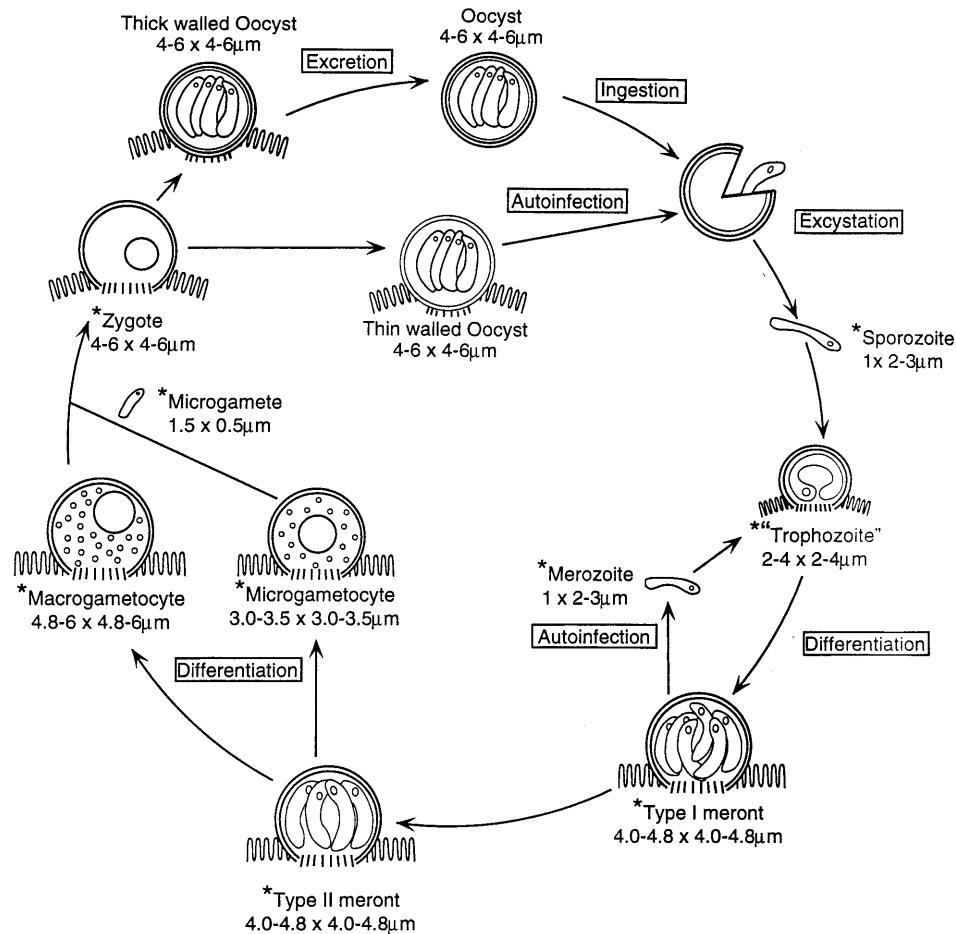 Thick walled Oocyst
4-6 x 4-6µm
Excretion
Oocyst
4-6 x 4-6µm
Ingestion
Autoinfection
Excystation
*Zygote
4-6 x 4-6µm
Thin walled Oocyst
4-6 x 4-6µm
*Sporozoite
1x 2-3µm
*Microgamete
1.5 x 0.5µm
*“Trophozoite”
2-4 x 2-4µm
*Macrogametocyte
4.8-6 x 4.8-6µm
*Microgametocyte
3.0-3.5 x 3.0-3.5µm
*Merozoite
1 x 2-3µm
Autoinfection
Differentiation
Differentiation
*Type I meront
4.0-4.8 x 4.0-4.8µm
*Type II meront
4.0-4.8 x 4.0-4.8µm